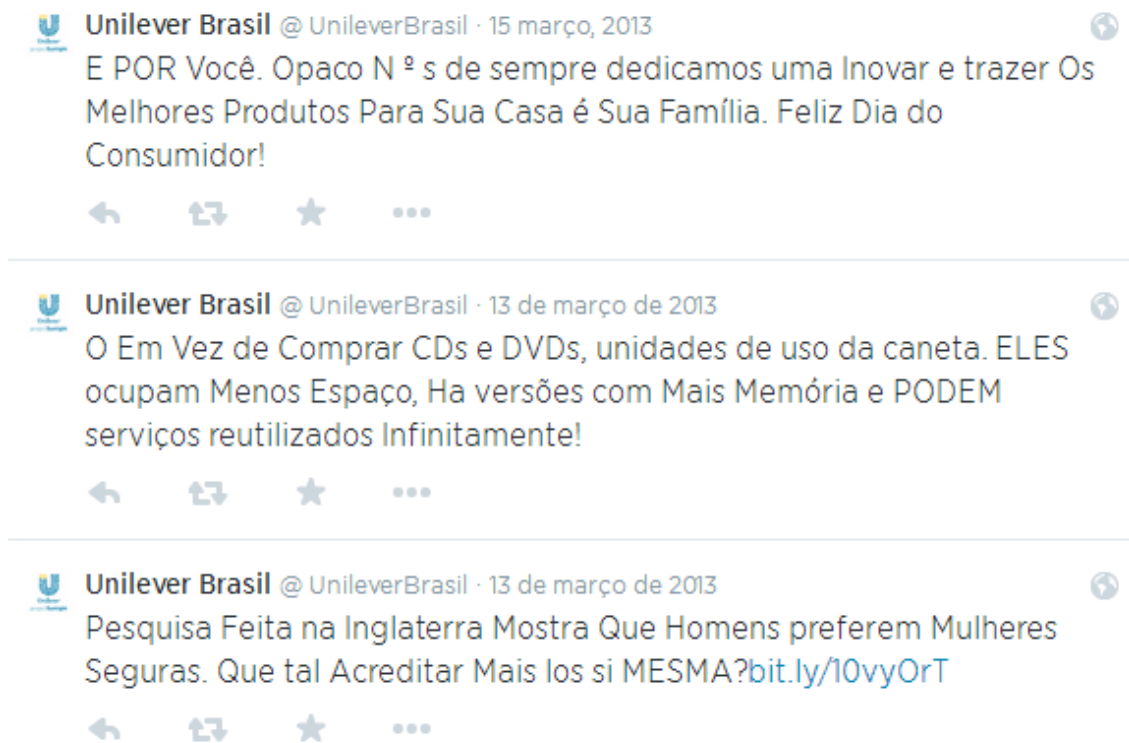 Unilever Brasil @ UnileverBrasil · 15 março, 2013
E POR Você. Opaco N º s de sempre dedicamos uma Inovar e trazer Os
Melhores Produtos Para Sua Casa é Sua Família. Feliz Dia do
Consumidor!
Unilever Brasil @ UnileverBrasil · 13 de março de 2013
O Em Vez de Comprar CDs e DVDs, unidades de uso da caneta. ELES
ocupam Menos Espaço, Ha versões com Mais Memória e PODEM
serviços reutilizados Infinitamente!
Unilever Brasil @ UnileverBrasil · 13 de março de 2013
Pesquisa Feita na Inglaterra Mostra Que Homens preferem Mulheres
Seguras. Que tal Acreditar Mais los si MESMA?bit.ly/10vyOrT